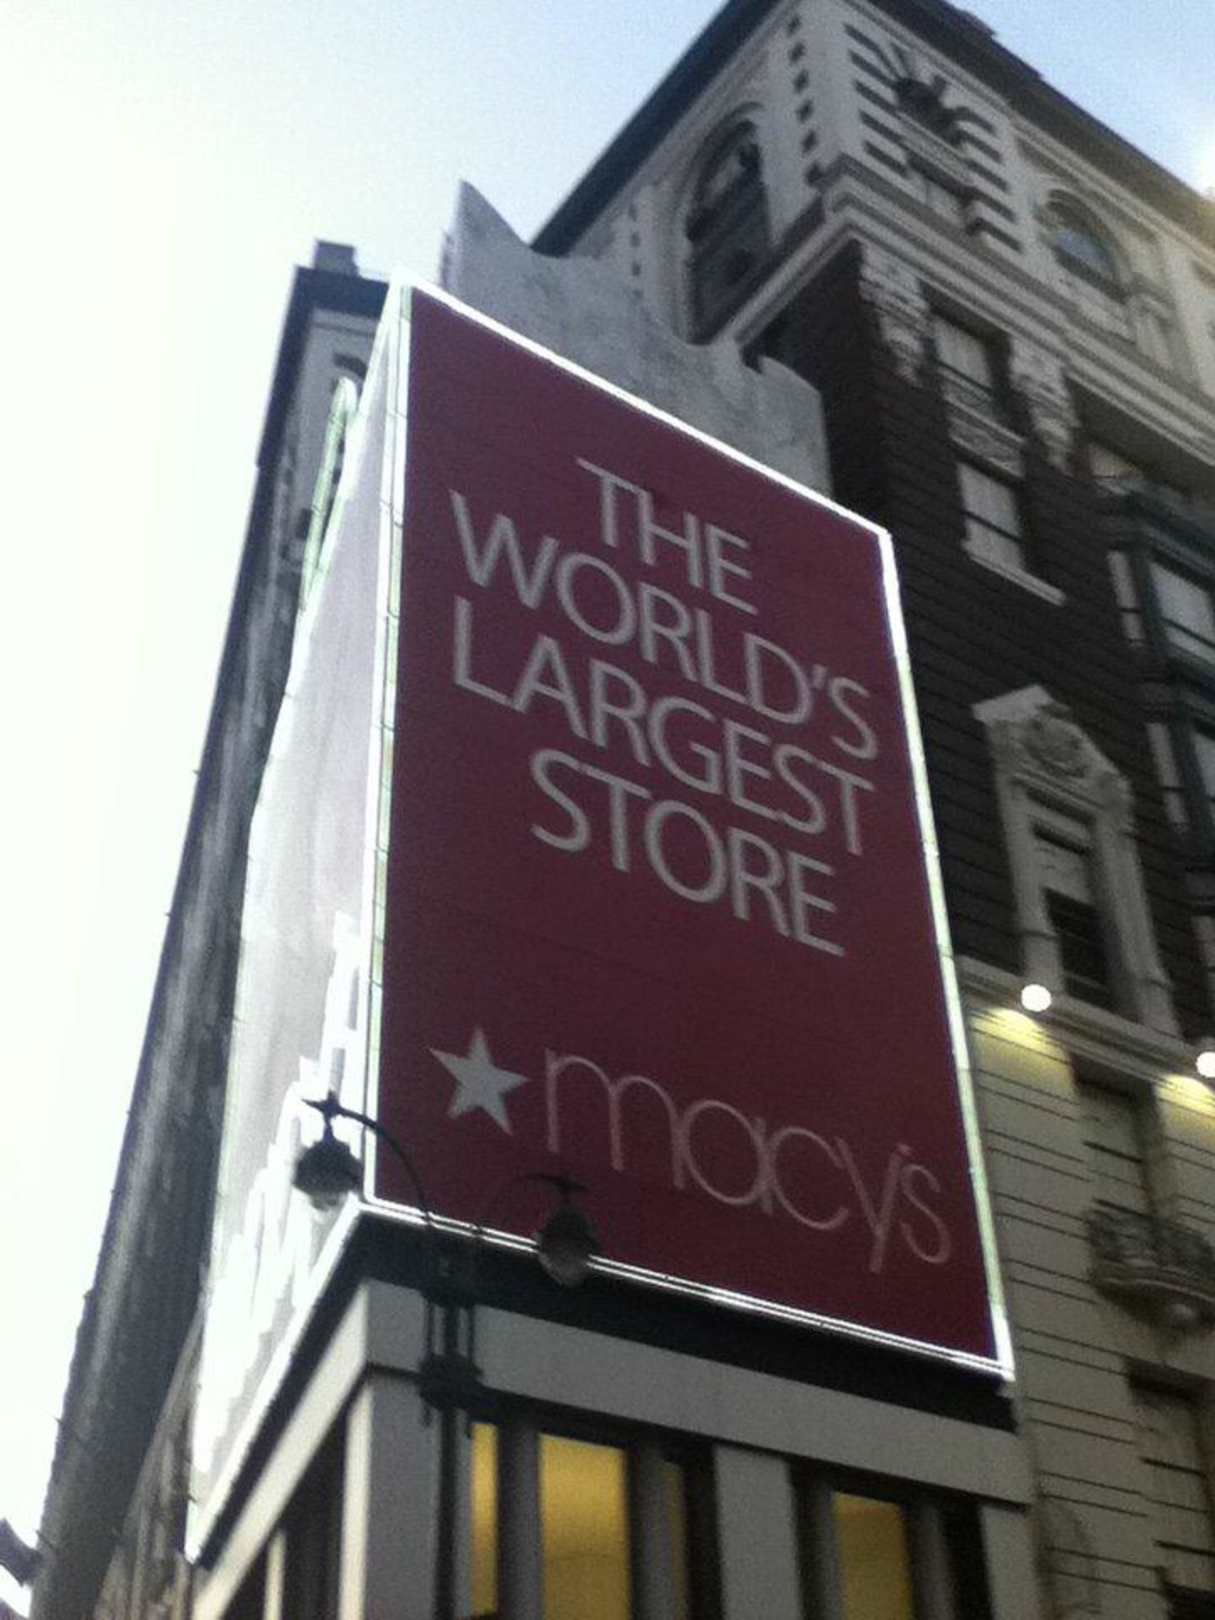 THE
WORLD'S
LARGEST
STORE
macy's